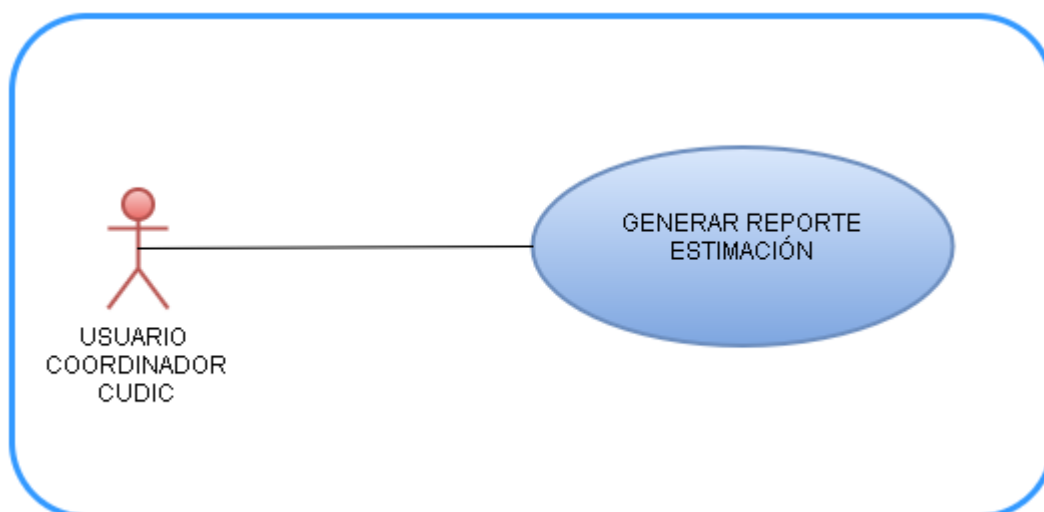 GENERAR REPORTE
ESTIMACIÓN
USUARIO
COORDINADOR
CUDIC